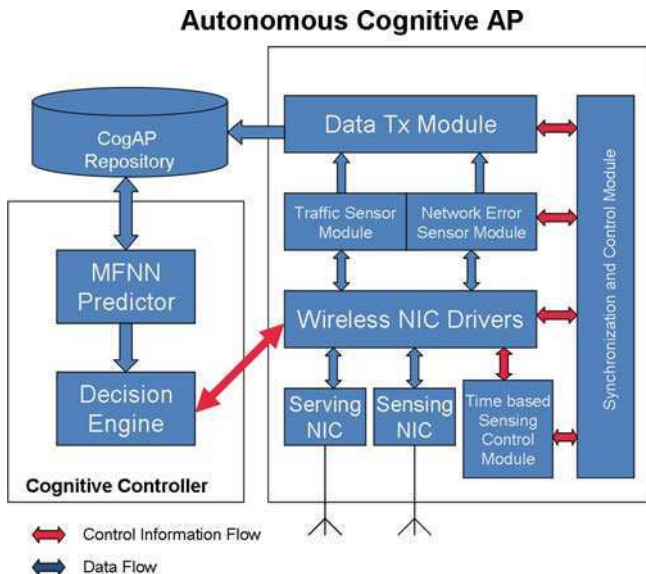 Autonomous Cognitive AP
CogAP
Repository
Data Tx Module
Traffic Sensor
Module
Network Error
Sensor Module
Synchronization and Control Module
MFNN
Predictor
Wireless NIC Drivers
Decision
Engine
Serving
NIC
Sensing
NIC
Time based
Sensing
Control
Module
Cognitive Controller
Control Information Flow
Data Flow